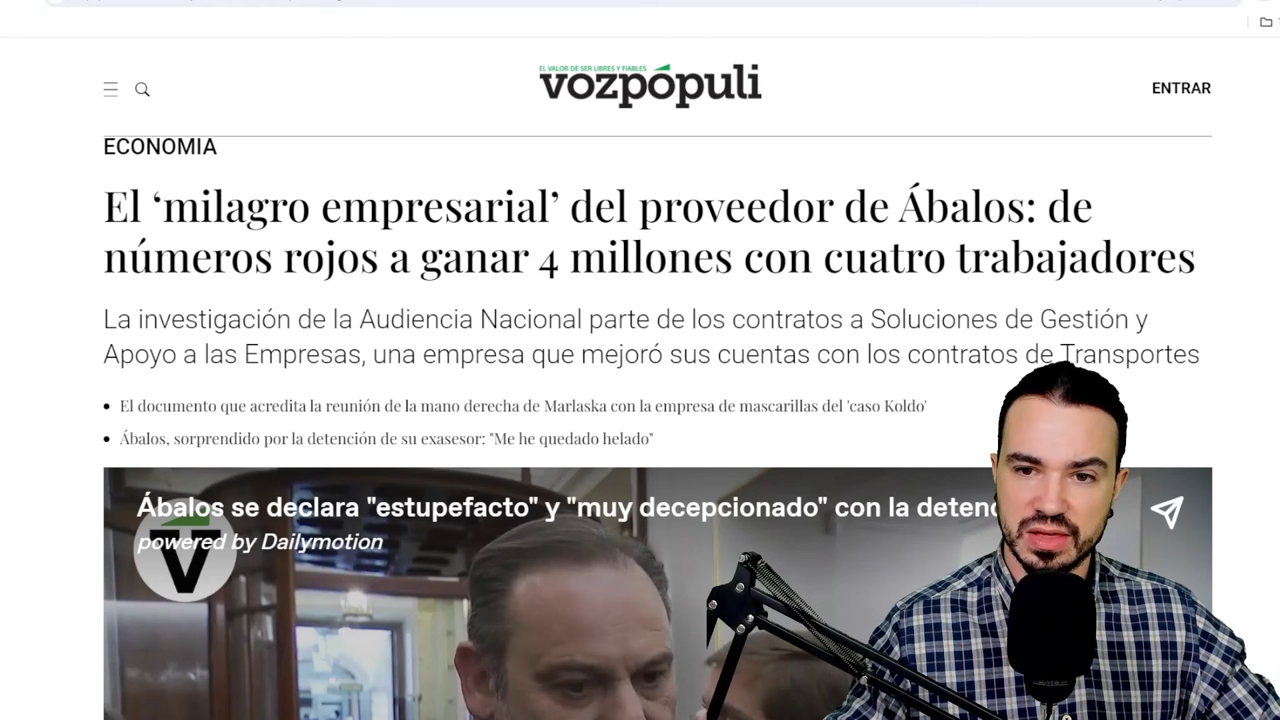 EL VALOR DE SER LIBRES Y FIABLES
vozpópuli
ENTRAR
ECONOMIA
El ‘milagro empresarial’ del proveedor de Ábalos: de
números rojos a ganar 4 millones con cuatro trabajadores
La investigación de la Audiencia Nacional parte de los contratos a Soluciones de Gestión y
Apoyo a las Empresas, una empresa que mejoró sus cuentas con los contratos de Transportes
El documento que acredita la reunión de la mano derecha de Marlaska con la empresa de mascarillas del 'caso Koldo'
Ábalos, sorprendido por la detención de su exasesor: "Me he quedado helado"
Ábalos se declara "estupefacto" y "muy decepcionado" con la detenc
powered by Dailymotion
V